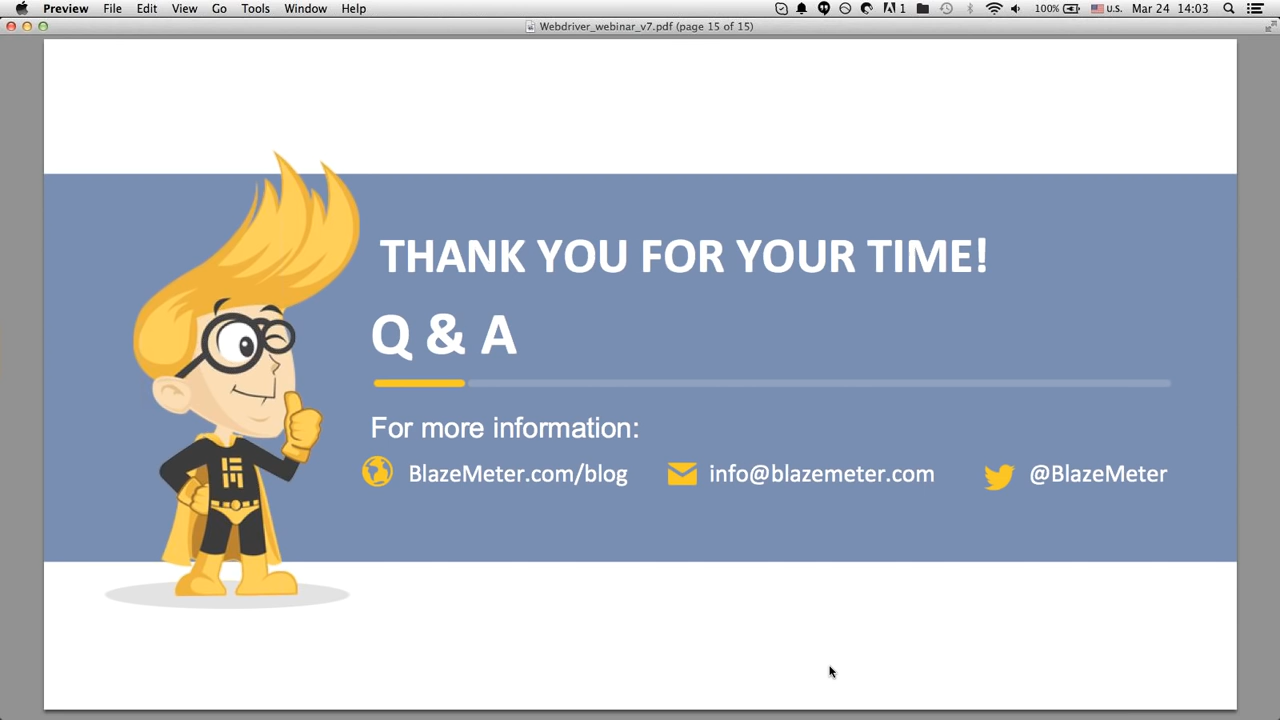 Preview File Edit View Go Tools Window Help 1 100% U.S. Mar 24 14:03
Webdriver_webinar_v7.pdf (page 15 of 15)
THANK YOU FOR YOUR TIME!
Q & A
For more information:
BlazeMeter.com/blog info@blazemeter.com @BlazeMeter